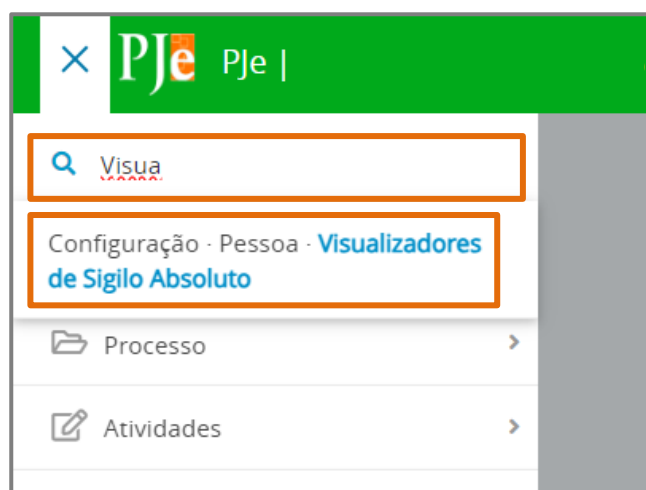 PJe PJe |
Visua
Configuração · Pessoa · Visualizadores
de Sigilo Absoluto
Processo
Atividades